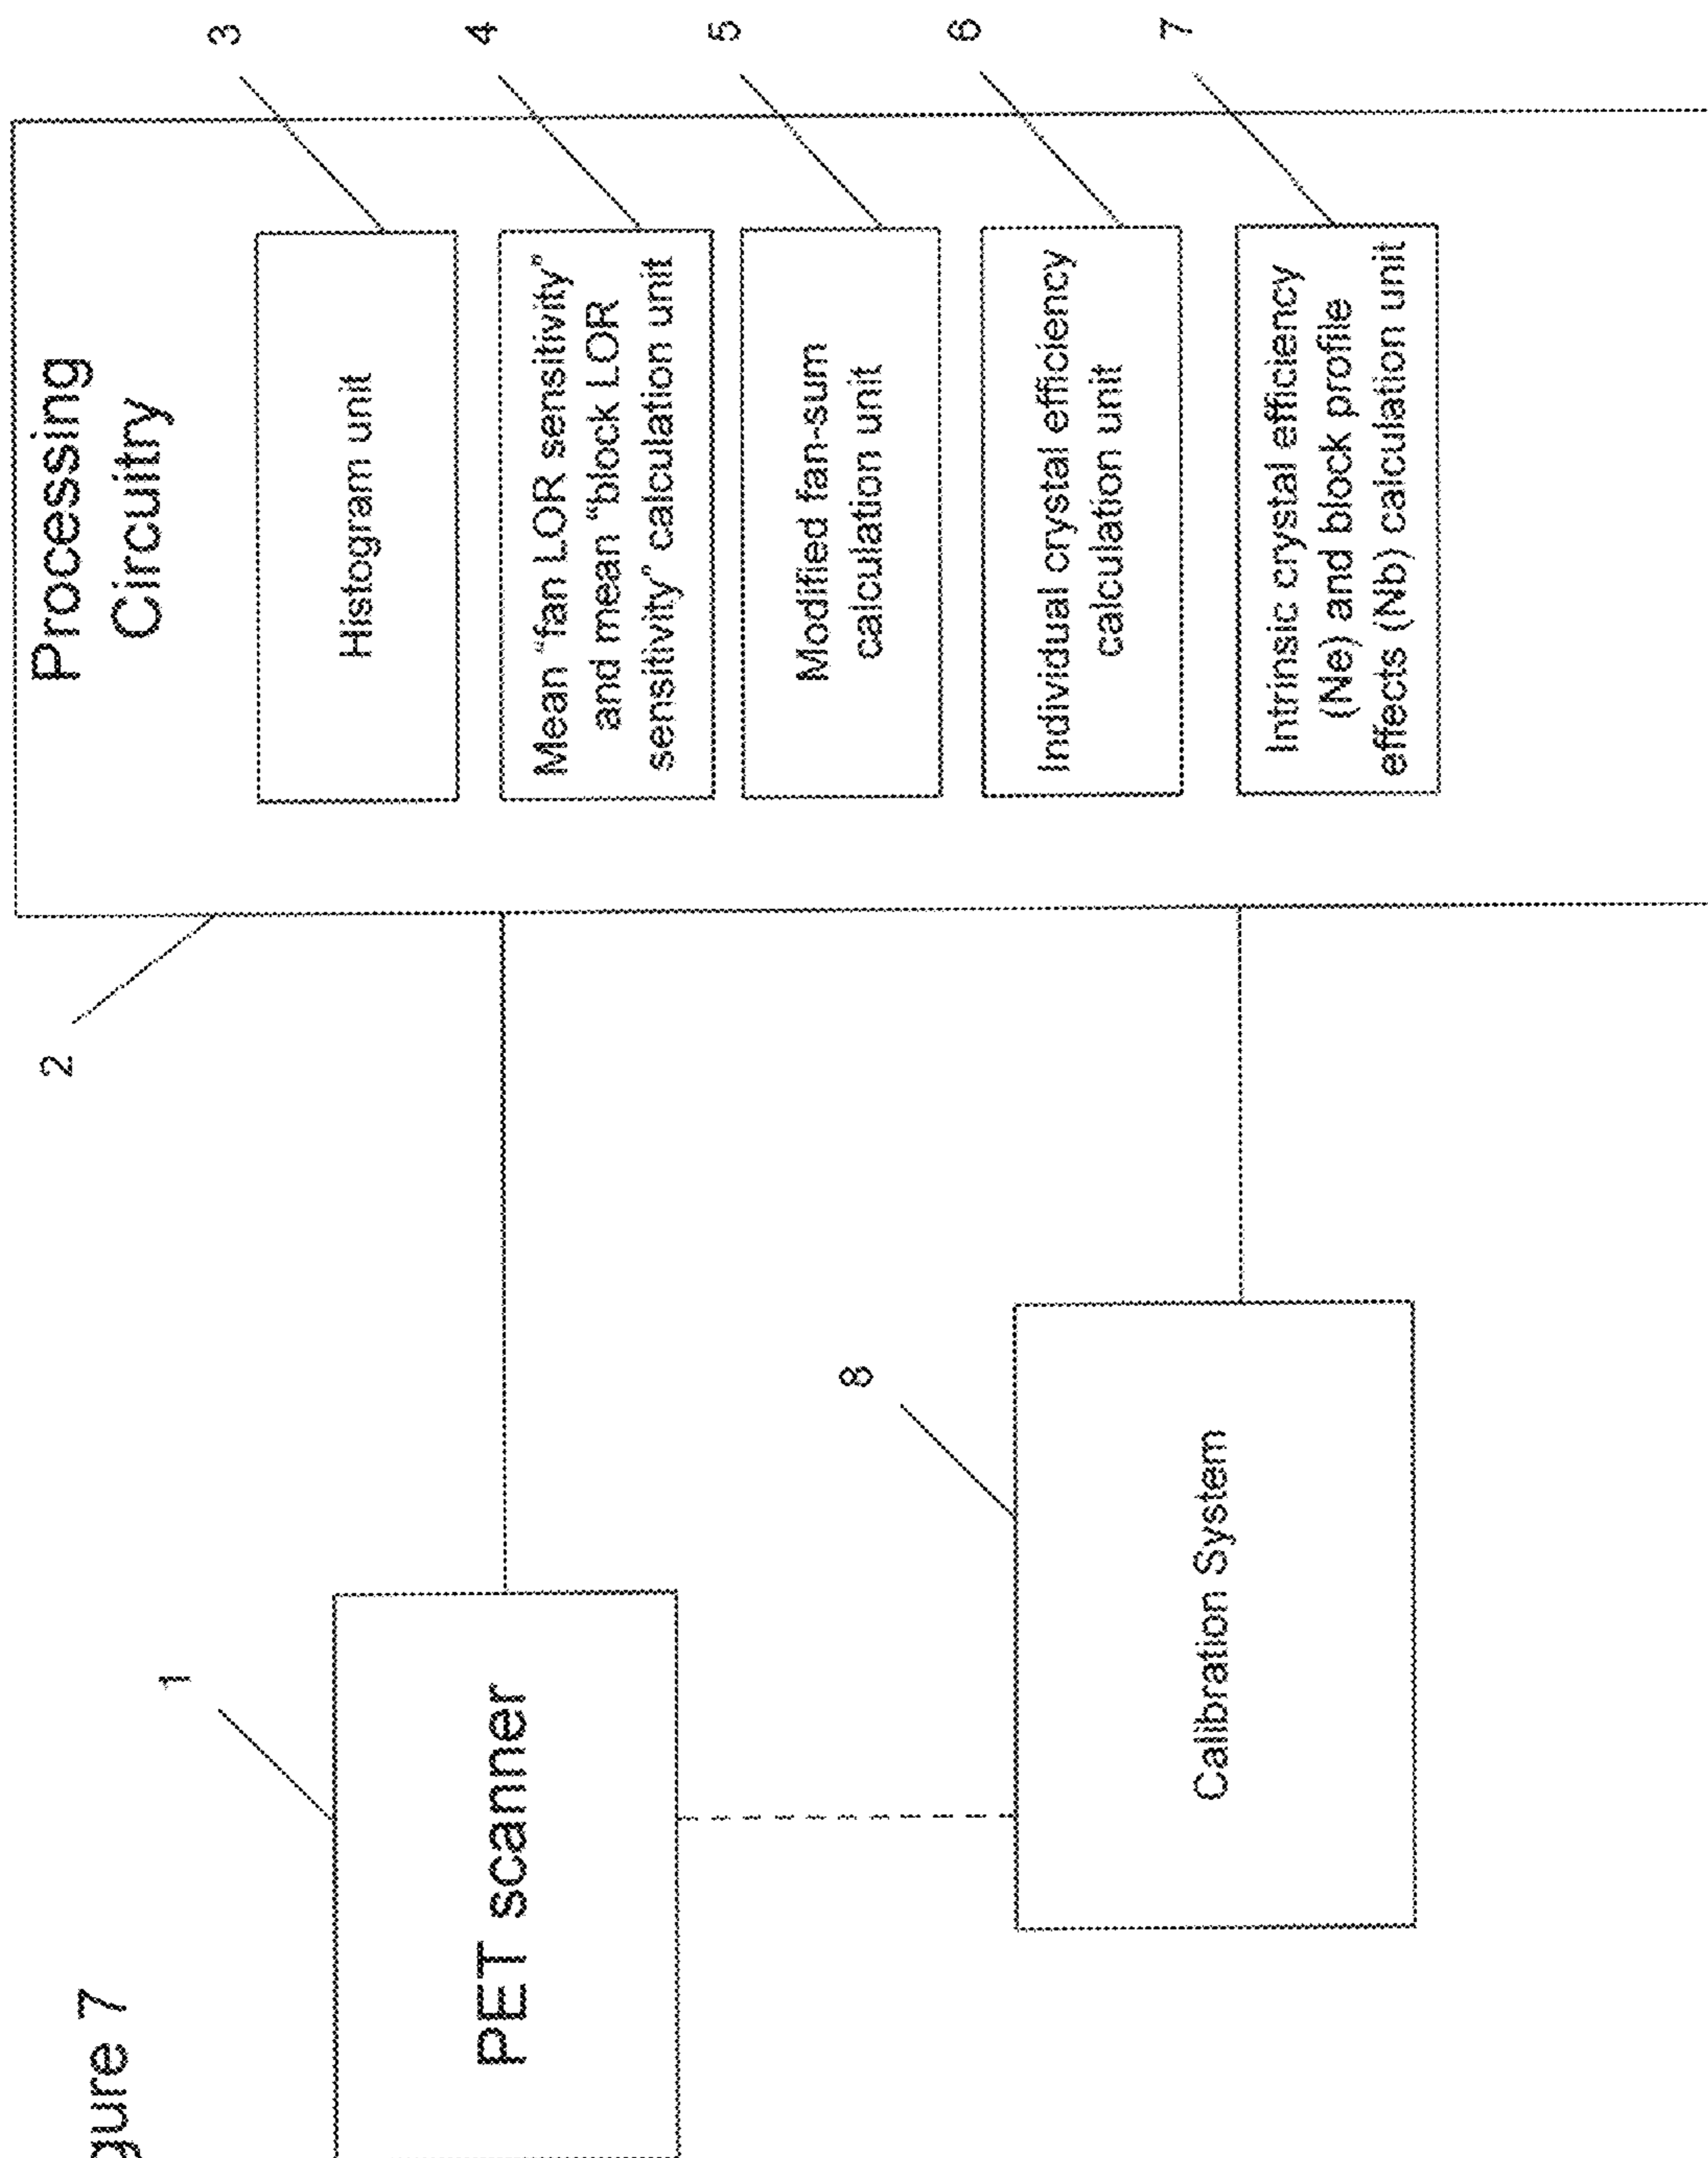 gure 7
1
PET scanner
8
Calibration System
2
Processing
Circuitry
3
Histogram unit
4
Mean "fan LOR sensitivity"
and mean "block LOR
sensitivity" calculation unit
5
Modified fan-sum
calculation unit
6
Individual crystal efficiency
calculation unit
7
Intrinsic crystal efficiency
(Ne) and block profile
effects (Nb) calculation unit